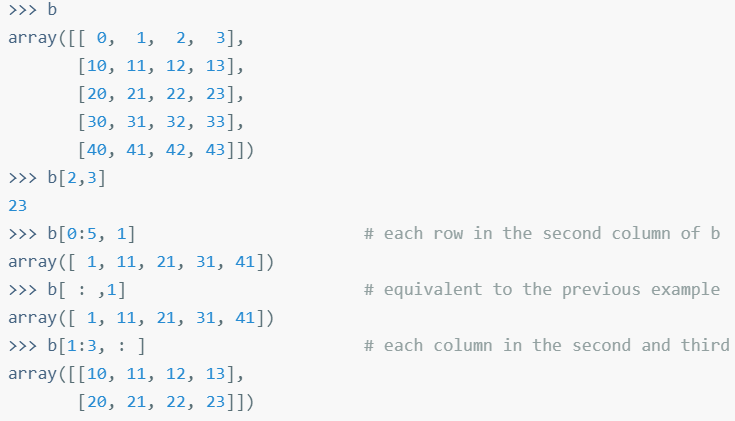 >>> b
array([[ 0,  1,  2,  3],
       [10, 11, 12, 13],
       [20, 21, 22, 23],
       [30, 31, 32, 33],
       [40, 41, 42, 43]])
>>> b[2,3]
23
>>> b[0:5, 1]                       # each row in the second column of b
array([ 1, 11, 21, 31, 41])
>>> b[ : ,1]                        # equivalent to the previous example
array([ 1, 11, 21, 31, 41])
>>> b[1:3, : ]                      # each column in the second and third
array([[10, 11, 12, 13],
       [20, 21, 22, 23]])